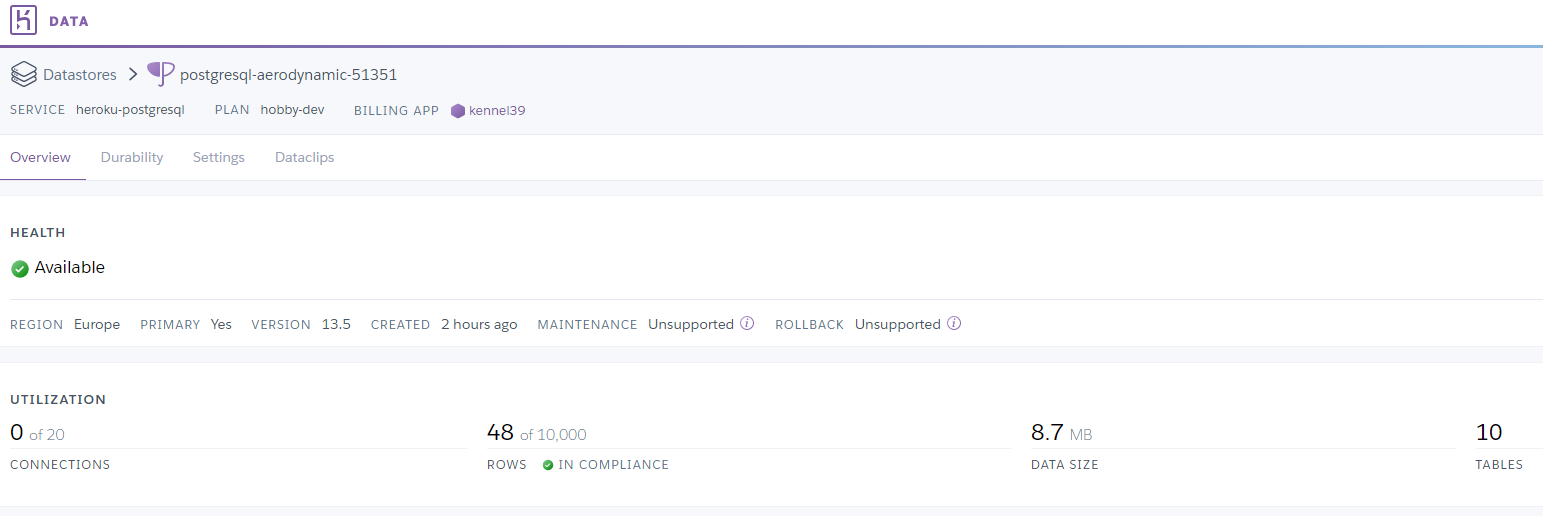 DATA
Datastores > postgresql-aerodynamic-51351
SERVICE heroku-postgresql PLAN hobby-dev BILLING APP kennel39
Overview Durability Settings Dataclips
HEALTH
Available
REGION Europe PRIMARY Yes VERSION 13.5 CREATED 2 hours ago MAINTENANCE Unsupported ROLLBACK Unsupported
UTILIZATION
0 of 20 48 of 10,000 8.7 MB 10
CONNECTIONS ROWS IN COMPLIANCE DATA SIZE TABLES